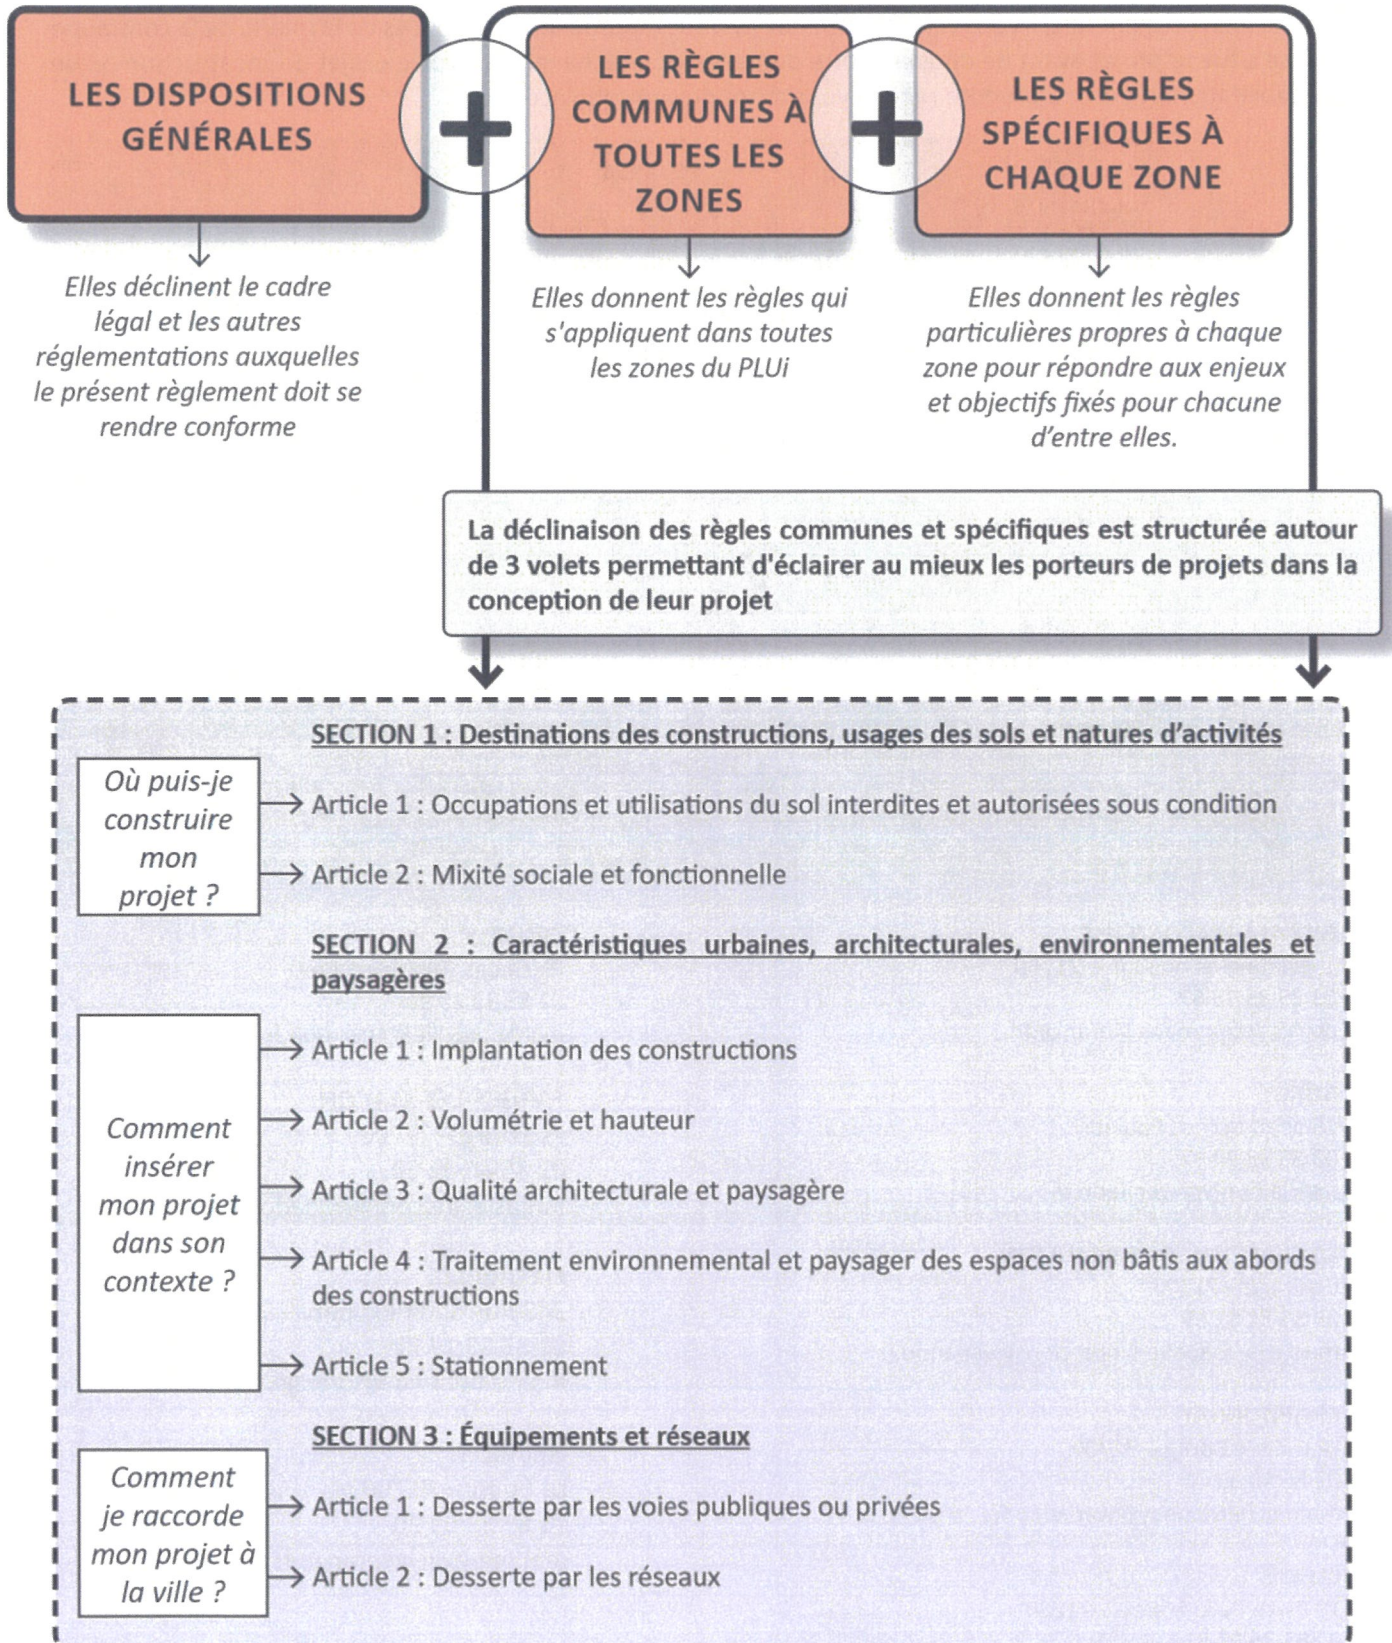 LES DISPOSITIONS
GÉNÉRALES
+
LES RÈGLES
COMMUNES À
TOUTES LES
ZONES
+
LES RÈGLES
SPÉCIFIQUES À
CHAQUE ZONE
Elles déclinent le cadre
légal et les autres
réglementations auxquelles
le présent règlement doit se
rendre conforme
Elles donnent les règles qui
s'appliquent dans toutes
les zones du PLUi
Elles donnent les règles
particulières propres à chaque
zone pour répondre aux enjeux
et objectifs fixés pour chacune
d'entre elles.
La déclinaison des règles communes et spécifiques est structurée autour
de 3 volets permettant d'éclairer au mieux les porteurs de projets dans la
conception de leur projet
SECTION 1 : Destinations des constructions, usages des sols et natures d'activités
Où puis-je
construire
mon
projet ?
Article 1 : Occupations et utilisations du sol interdites et autorisées sous condition
Article 2 : Mixité sociale et fonctionnelle
SECTION 2 : Caractéristiques urbaines, architecturales, environnementales et
paysagères
Comment
insérer
mon projet
dans son
contexte ?
Article 1 : Implantation des constructions
Article 2 : Volumétrie et hauteur
Article 3 : Qualité architecturale et paysagère
Article 4 : Traitement environnemental et paysager des espaces non bâtis aux abords
des constructions
Article 5 : Stationnement
SECTION 3 : Équipements et réseaux
Comment
je raccorde
mon projet à
la ville ?
Article 1 : Desserte par les voies publiques ou privées
Article 2 : Desserte par les réseaux